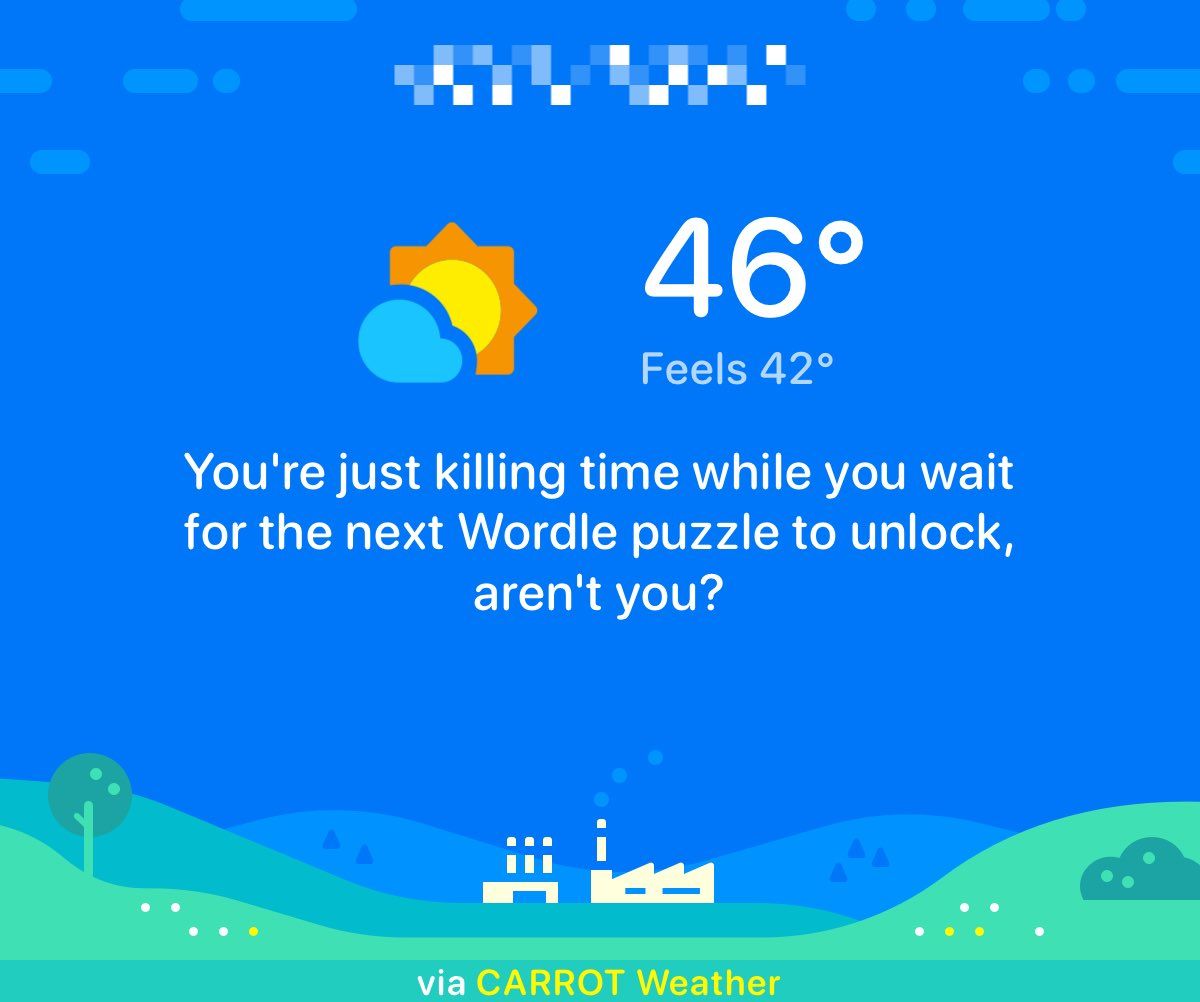 46°
Feels 42°
You're just killing time while you wait
for the next Wordle puzzle to unlock,
aren't you?
via CARROT Weather